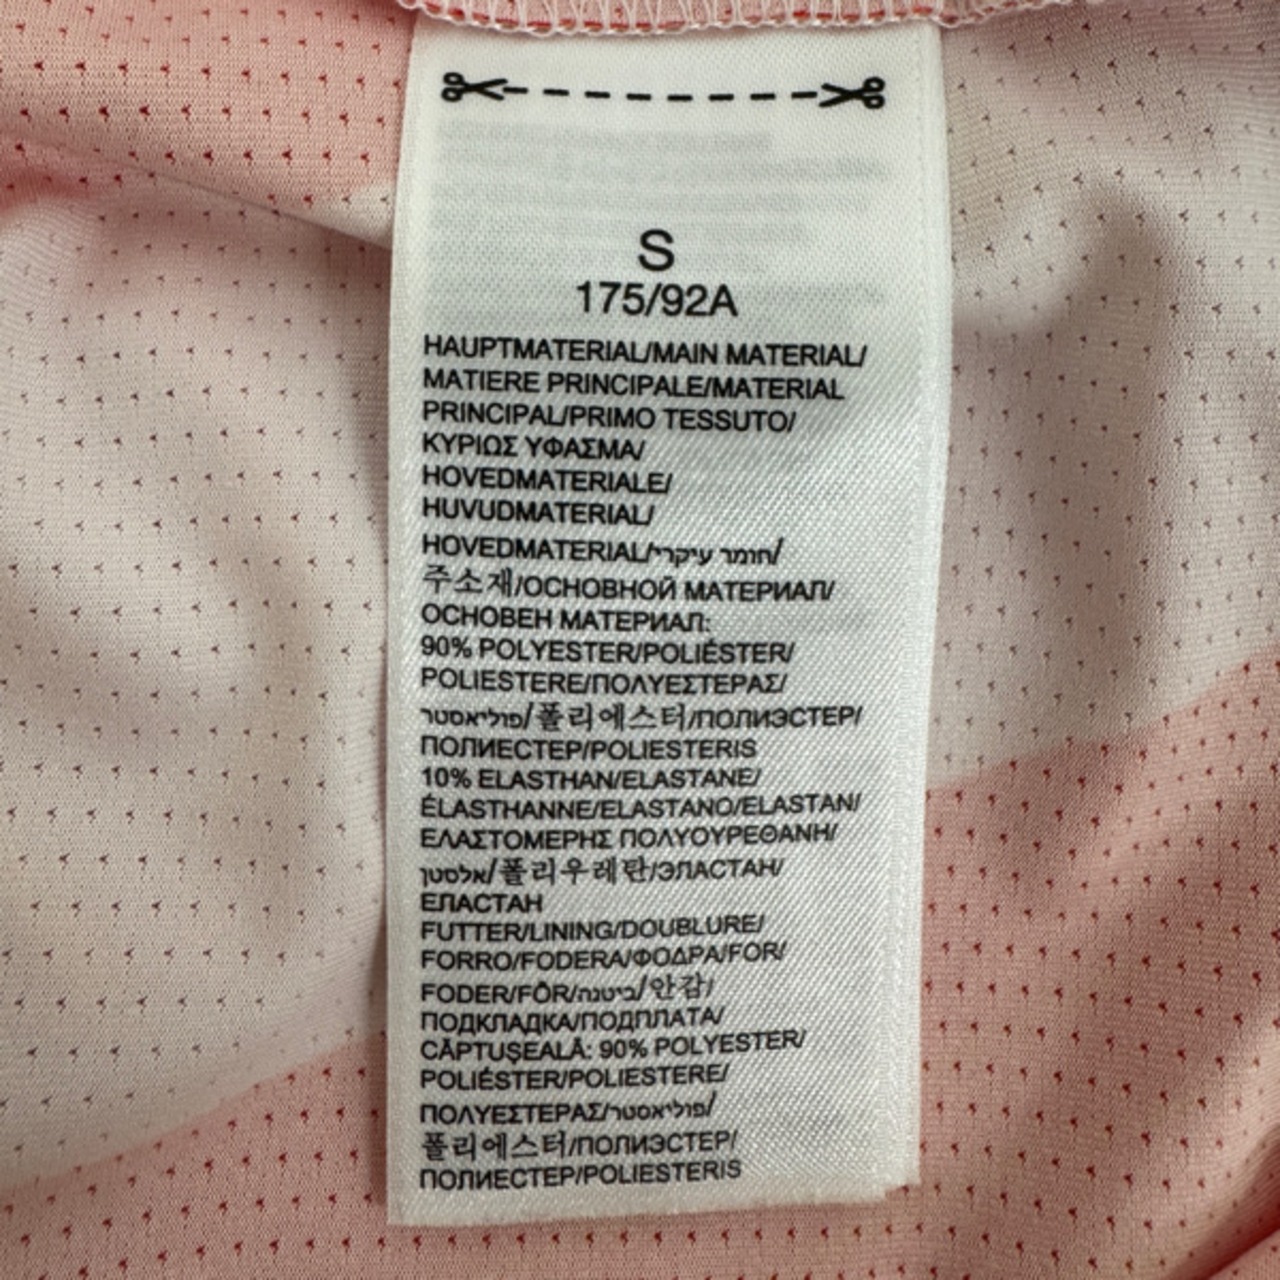 S
175/92A
HAUPTMATERIAL/MAIN MATERIAL/
MATIERE PRINCIPALE/MATERIAL
PRINCIPAL/PRIMO TESSUTO/
ΚΥΡΙΩΣ ΥΦΑΣΜΑ/
HOVEDMATERIALE/
HUVUDMATERIAL/
HOVEDMATERIAL/חומר עיקרי/
주소재/ОСНОВНОЙ МАТЕРИАЛ/
ОСНОВЕН МАТЕРИАЛ:
90% POLYESTER/POLIÉSTER/
POLIESTERE/ΠΟΛΥΕΣΤΕΡΑΣ/
פוליאסטר/폴리에스터/ПОЛИЭСТЕР/
ПОЛИЕСТЕР/POLIESTERIS
10% ELASTHAN/ELASTANE/
ÉLASTHANNE/ELASTANO/ELASTAN/
ΕΛΑΣΤΟΜΕΡΗΣ ΠΟΛΥΟΥΡΕΘΑΝΗ/
אלסטן/폴리우레탄/ЭЛАСТАН/
ЕЛАСТАН
FUTTER/LINING/DOUBLURE/
FORRO/FODERA/ΦΟΔΡΑ/FOR/
FODER/FÔR/ביטנה/안감/
ПОДКЛАДКА/ПОДПЛАТА/
CĂPTUŞEALĂ: 90% POLYESTER/
POLIÉSTER/POLIESTERE/
ΠΟΛΥΕΣΤΕΡΑΣ/פוליאסטר/
폴리에스터/ПОЛИЭСТЕР/
ПОЛИЕСТЕР/POLIESTERIS